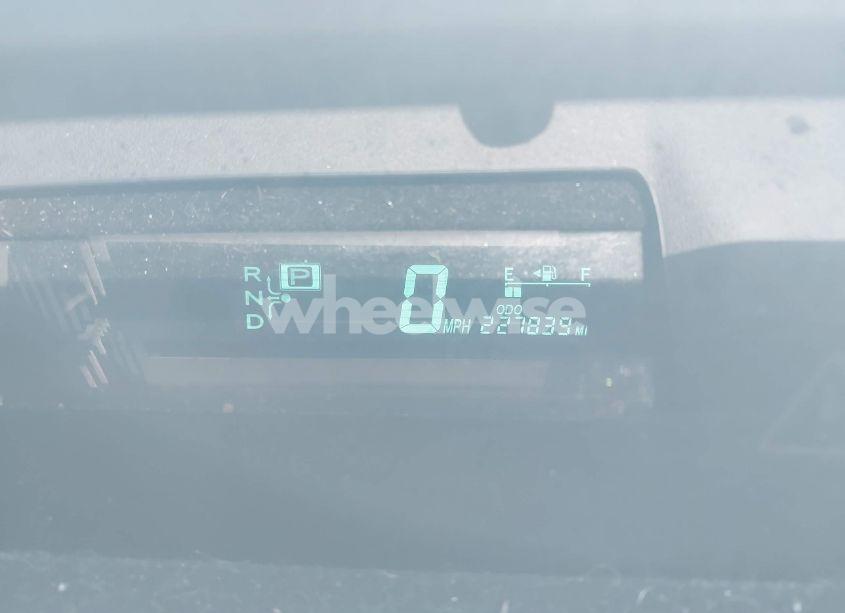 R P
N
D
0 MPH
E F
ODO
227839 MI
wheelwise